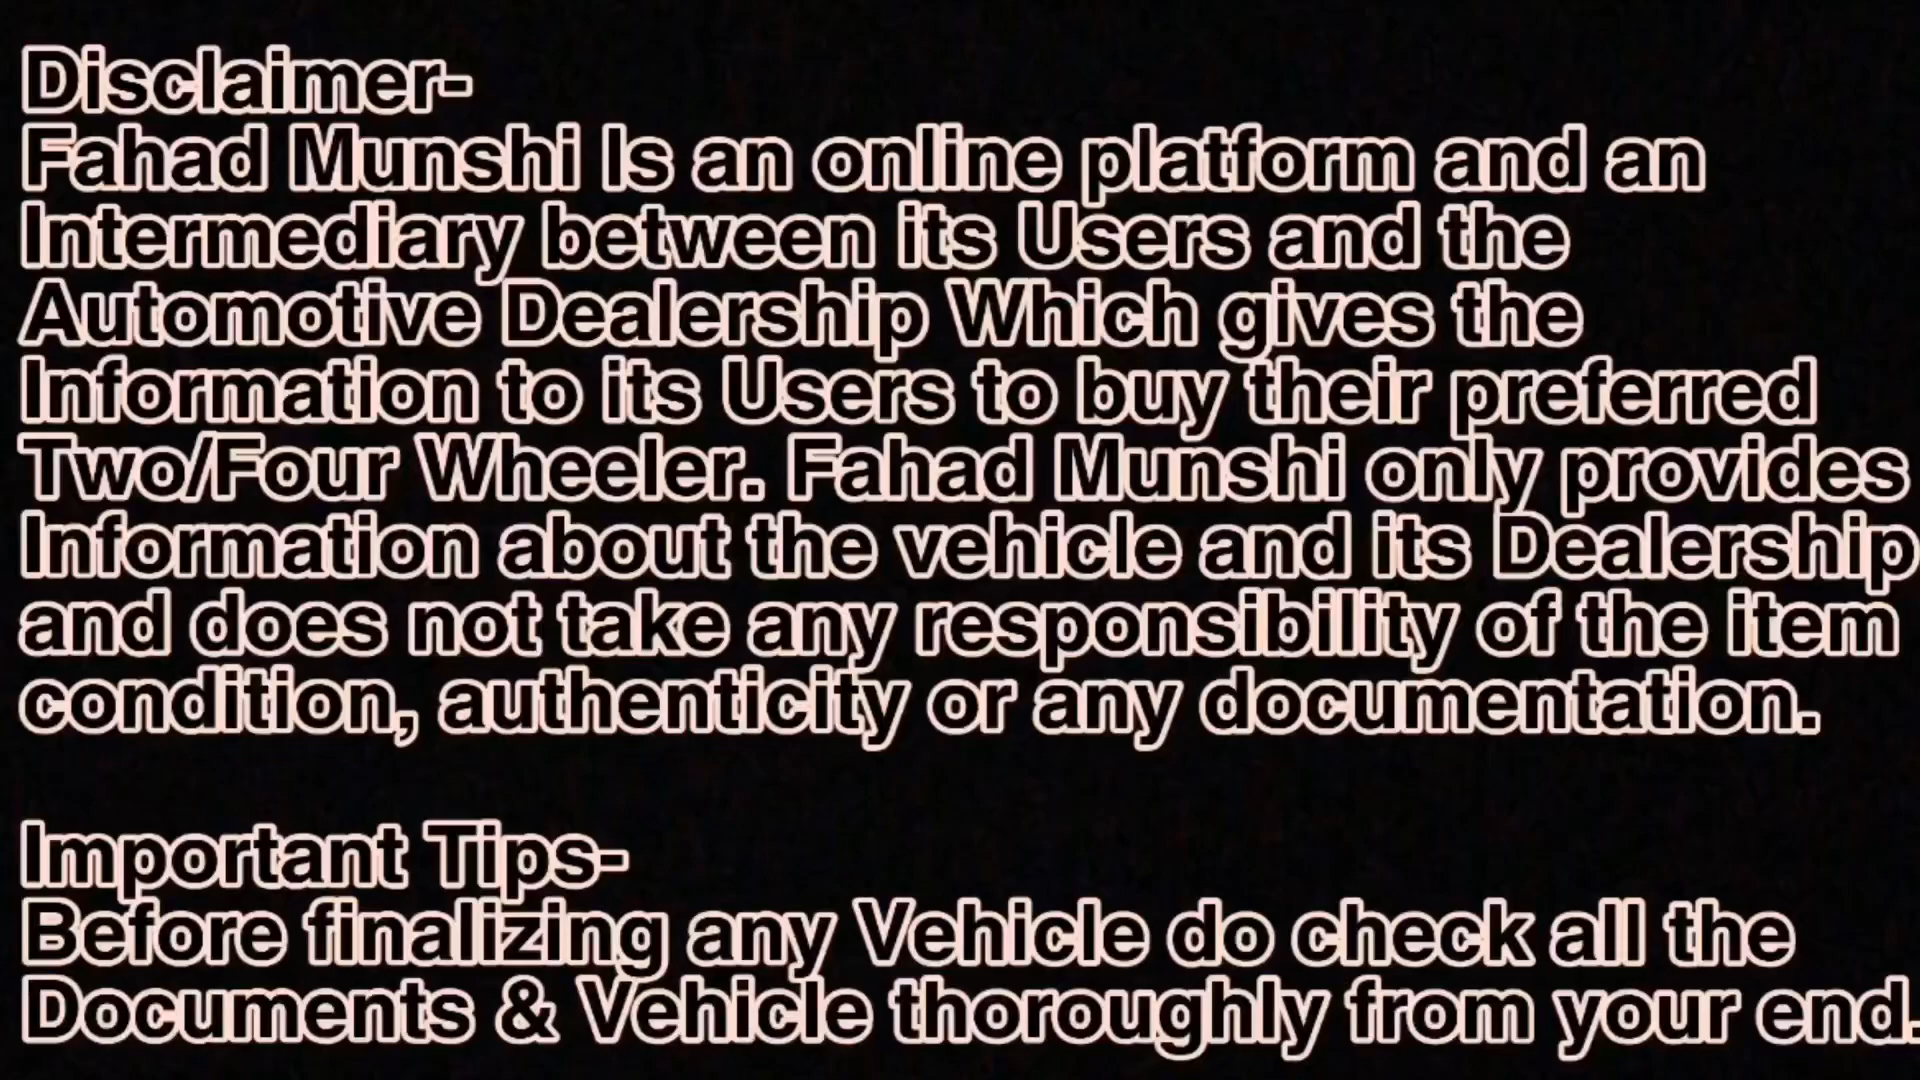 Disclaimer-
Fahad Munshi Is an online platform and an
Intermediary between its Users and the
Automotive Dealership Which gives the
Information to its Users to buy their preferred
Two/Four Wheeler. Fahad Munshi only provides
Information about the vehicle and its Dealership
and does not take any responsibility of the item
condition, authenticity or any documentation.

Important Tips-
Before finalizing any Vehicle do check all the
Documents & Vehicle thoroughly from your end.